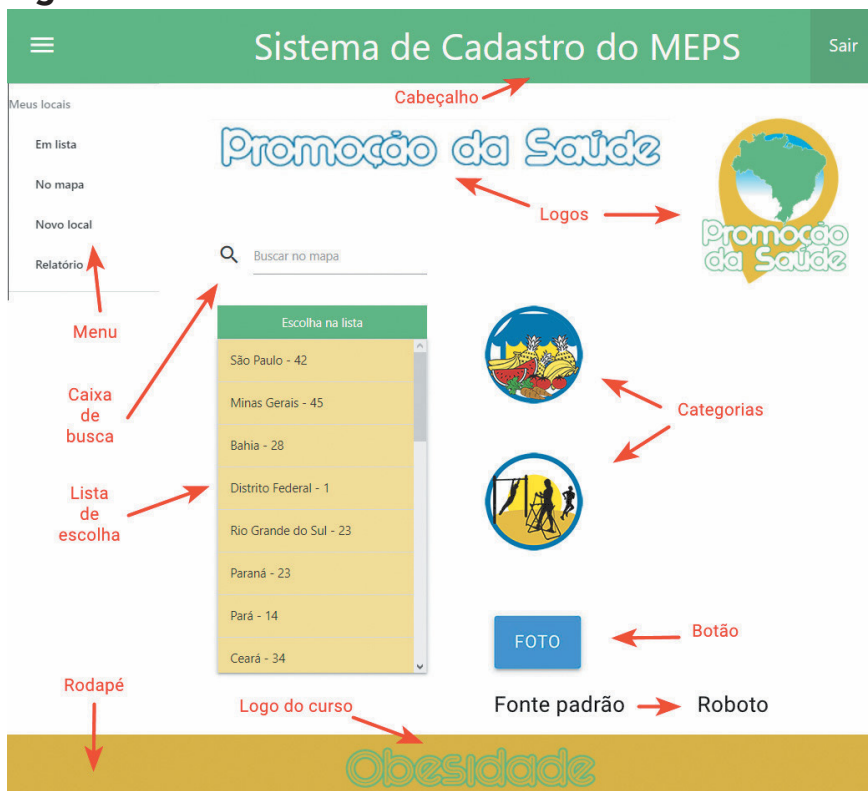 Sistema de Cadastro do MEPS
Sair
Cabeçalho
Meus locais
Em lista
No mapa
Novo local
Relatório
Menu
Promoção da Saúde
Logos
Promoção
da Saúde
Buscar no mapa
Caixa
de
busca
Escolha na lista
São Paulo - 42
Minas Gerais - 45
Bahia - 28
Distrito Federal - 1
Rio Grande do Sul - 23
Paraná - 23
Pará - 14
Ceará - 34
Lista
de
escolha
Categorias
FOTO
Botão
Fonte padrão
Roboto
Rodapé
Logo do curso
Obesidade